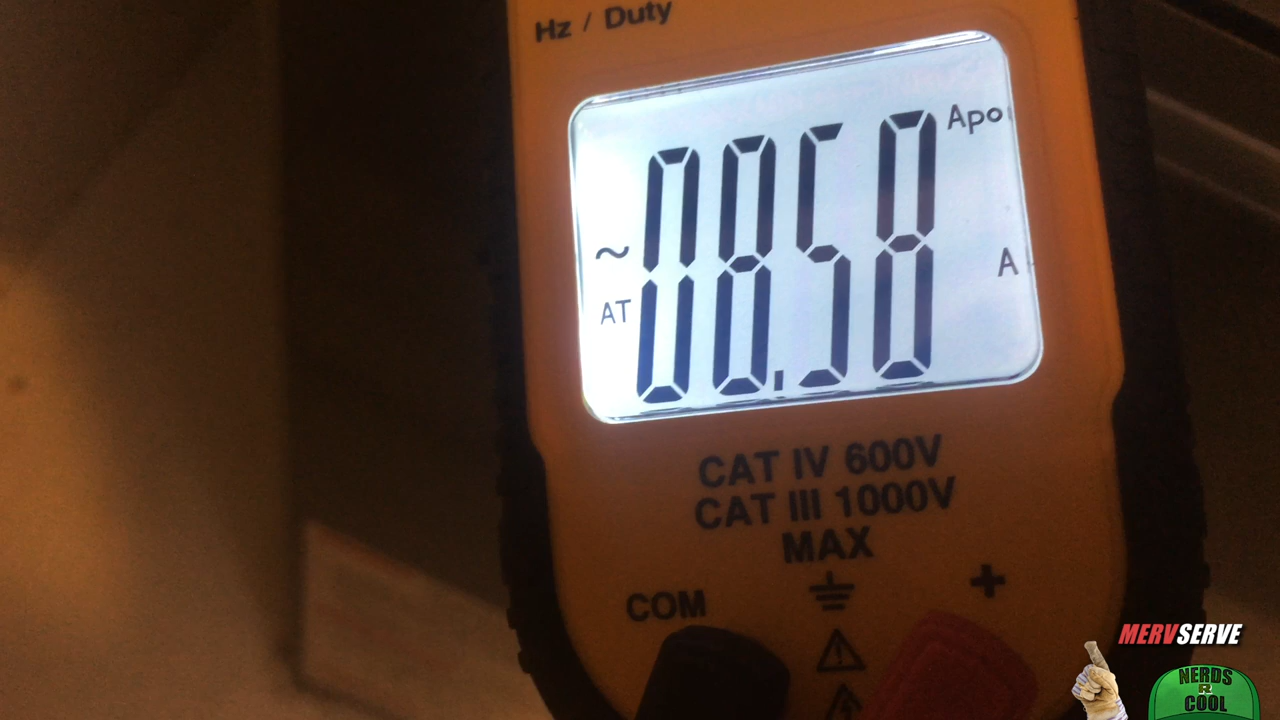 Hz / Duty
Apo
~ 08.58 A
AT
CAT IV 600V
CAT III 1000V
MAX
COM +
MERVSERVE
NERDS
R
COOL